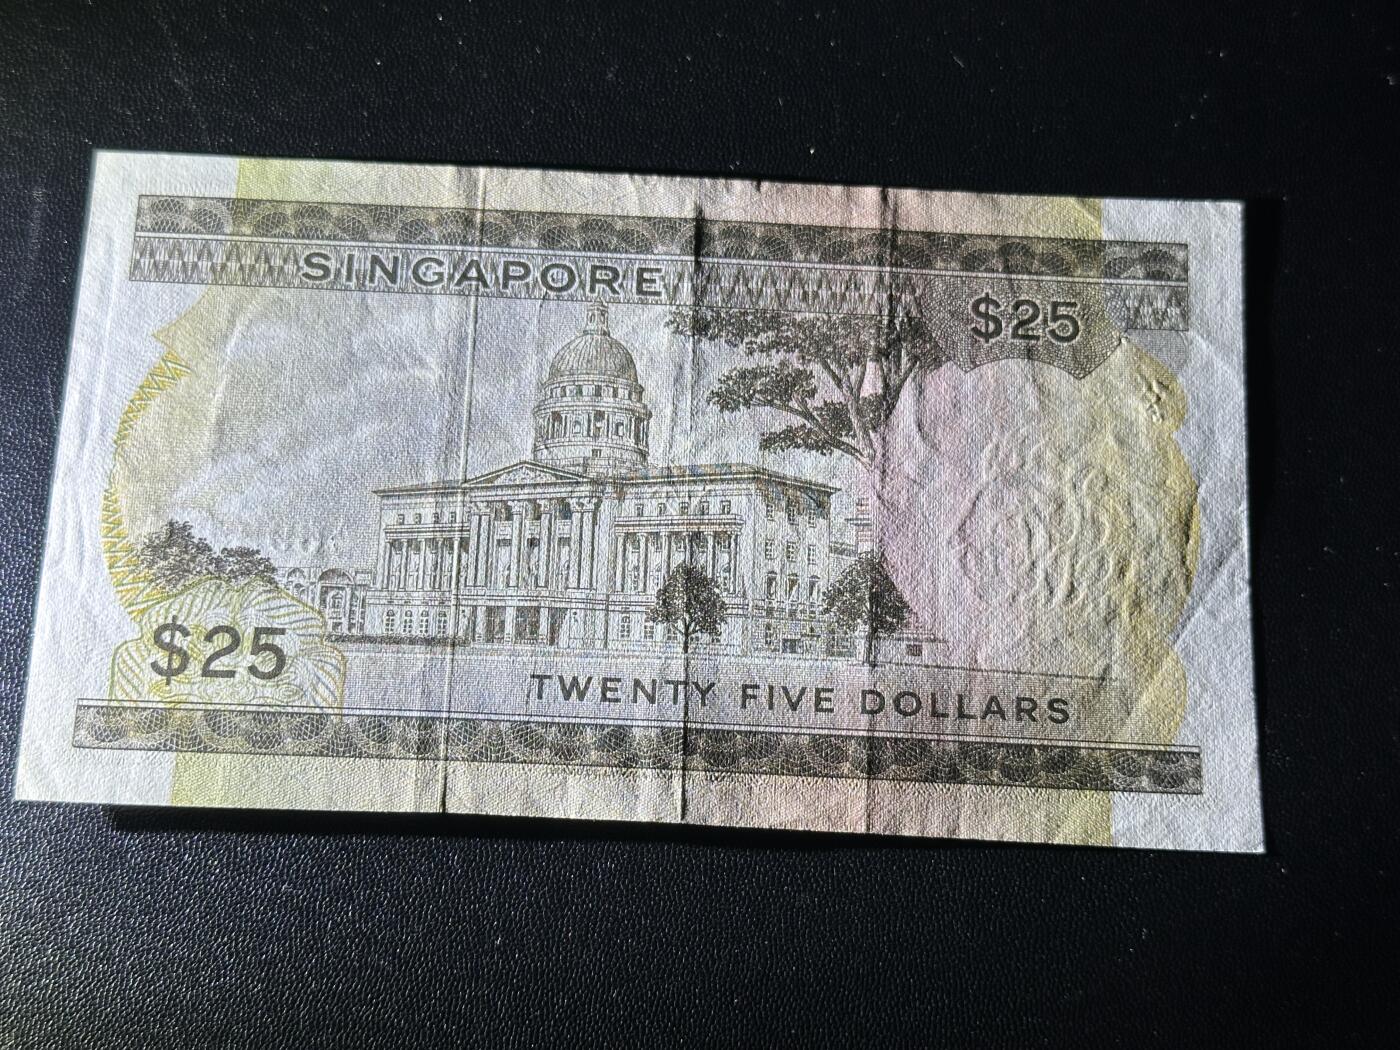 SINGAPORE
$25
$25
TWENTY FIVE DOLLARS